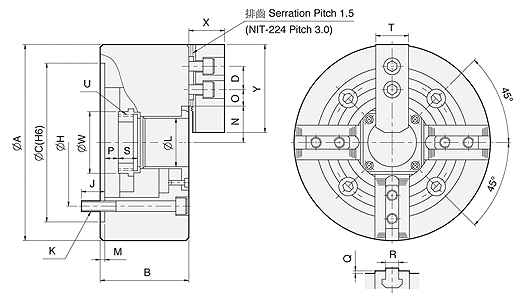 排齒 Serration Pitch 1.5
(NIT-224 Pitch 3.0)
X
T
U
Y
D
O
N
45°
45°
ØA
ØC(H6)
ØH
ØW
P
S
ØL
J
K
M
B
Q
R